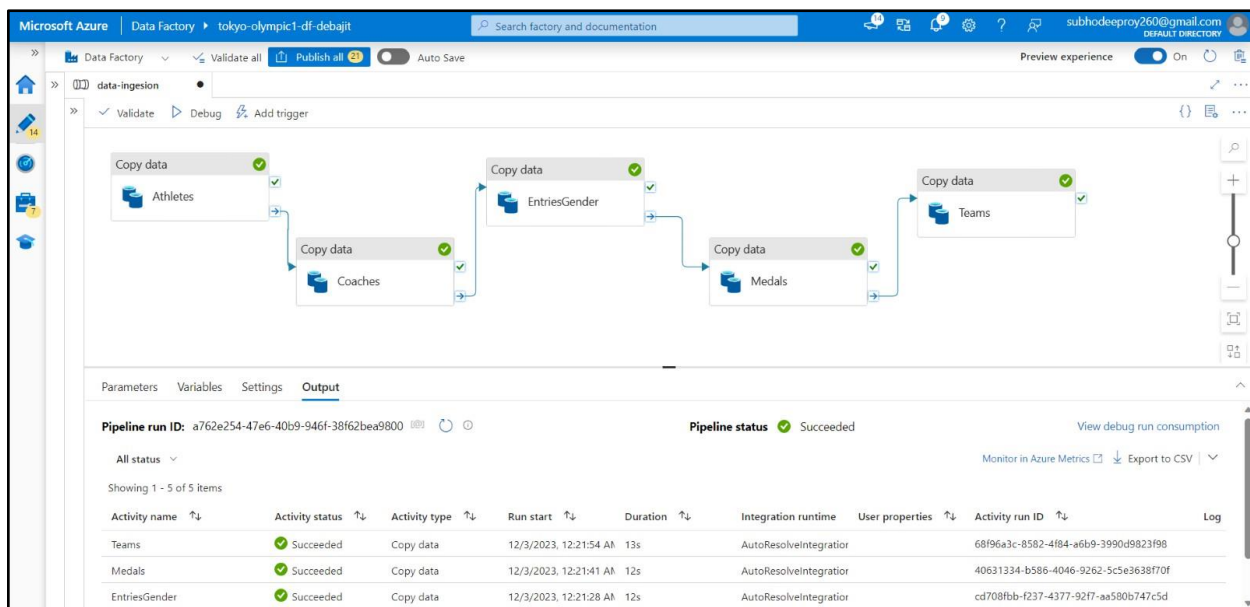 Microsoft Azure | Data Factory ▸ tokyo-olympic1-df-debajit
Search factory and documentation
14
9
subhodeeproy260@gmail.com
DEFAULT DIRECTORY
Data Factory
Validate all
Publish all 21
Auto Save
Preview experience
On
data-ingesion
14
7
Validate
Debug
Add trigger
Copy data
Athletes
Copy data
EntriesGender
Copy data
Teams
Copy data
Coaches
Copy data
Medals
Parameters Variables Settings Output
Pipeline run ID: a762e254-47e6-40b9-946f-38f62bea9800
Pipeline status Succeeded
View debug run consumption
All status
Monitor in Azure Metrics
Export to CSV
Showing 1 - 5 of 5 items
Activity name Activity status Activity type Run start Duration Integration runtime User properties Activity run ID Log
Teams Succeeded Copy data 12/3/2023, 12:21:54 AM 13s AutoResolveIntegration 68f96a3c-8582-4f84-a6b9-3990d9823f98
Medals Succeeded Copy data 12/3/2023, 12:21:41 AM 12s AutoResolveIntegration 40631334-b586-4046-9262-5c5e3638f70f
EntriesGender Succeeded Copy data 12/3/2023, 12:21:28 AM 12s AutoResolveIntegration cd708fbb-f237-4377-92f7-aa580b747c5d